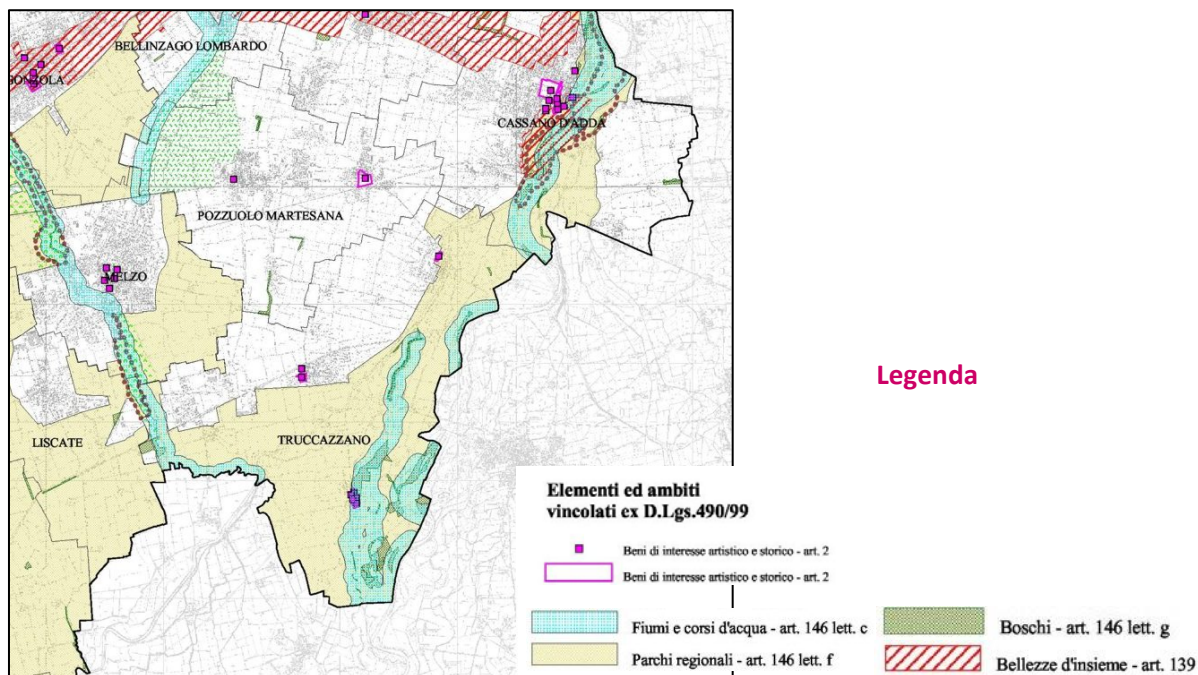 BELLINZAGO LOMBARDO
GONZOLA
CASSANO D'ADDA
POZZUOLO MARTESANA
MELZO
Legenda
LISCATE
TRUCCAZZANO
Elementi ed ambiti
vincolati ex D.Lgs.490/99
Beni di interesse artistico e storico - art. 2
Beni di interesse artistico e storico - art. 2
Fiumi e corsi d'acqua - art. 146 lett. c
Boschi - art. 146 lett. g
Parchi regionali - art. 146 lett. f
Bellezze d'insieme - art. 139